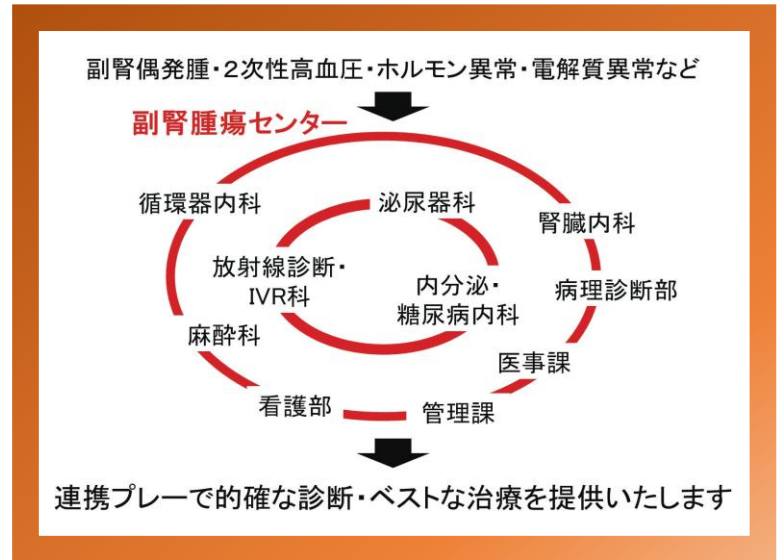 副腎偶発腫・２次性高血圧・ホルモン異常・電解質異常など
副腎腫瘍センター
循環器内科
泌尿器科
腎臓内科
放射線診断・
IVR科
内分泌・
糖尿病内科
病理診断部
麻酔科
医事課
看護部
管理課
連携プレーで的確な診断・ベストな治療を提供いたします